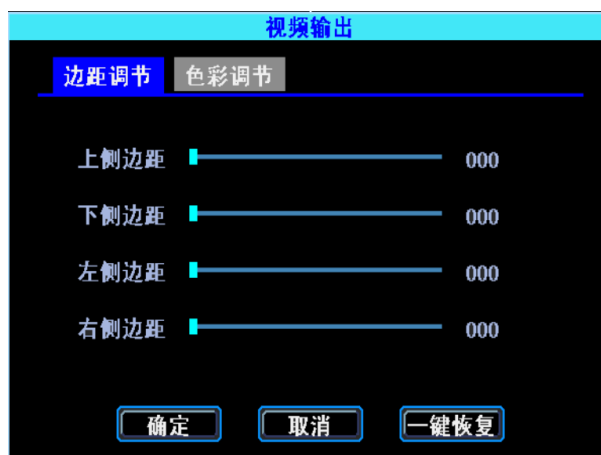 视频输出
边距调节 色彩调节
上侧边距 000
下侧边距 000
左侧边距 000
右侧边距 000
确定 取消 一键恢复